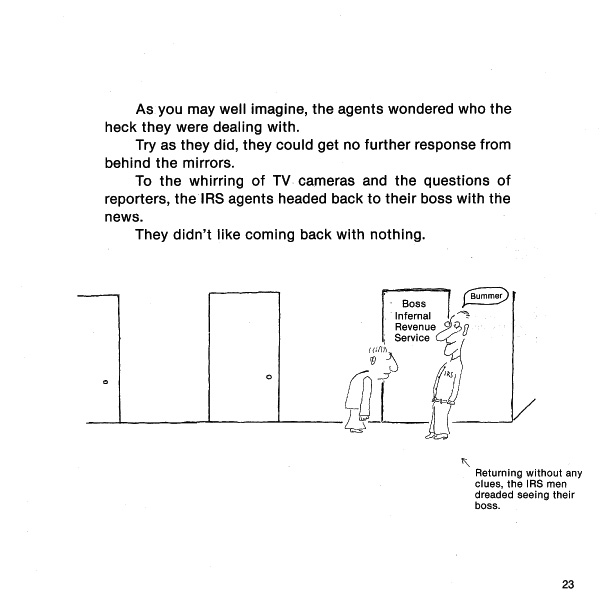 As you may well imagine, the agents wondered who the
heck they were dealing with.
Try as they did, they could get no further response from
behind the mirrors.
To the whirring of TV cameras and the questions of
reporters, the IRS agents headed back to their boss with the
news.
They didn't like coming back with nothing.
Bummer
Boss
Infernal
Revenue
Service
IRS
Returning without any
clues, the IRS men
dreaded seeing their
boss.
23